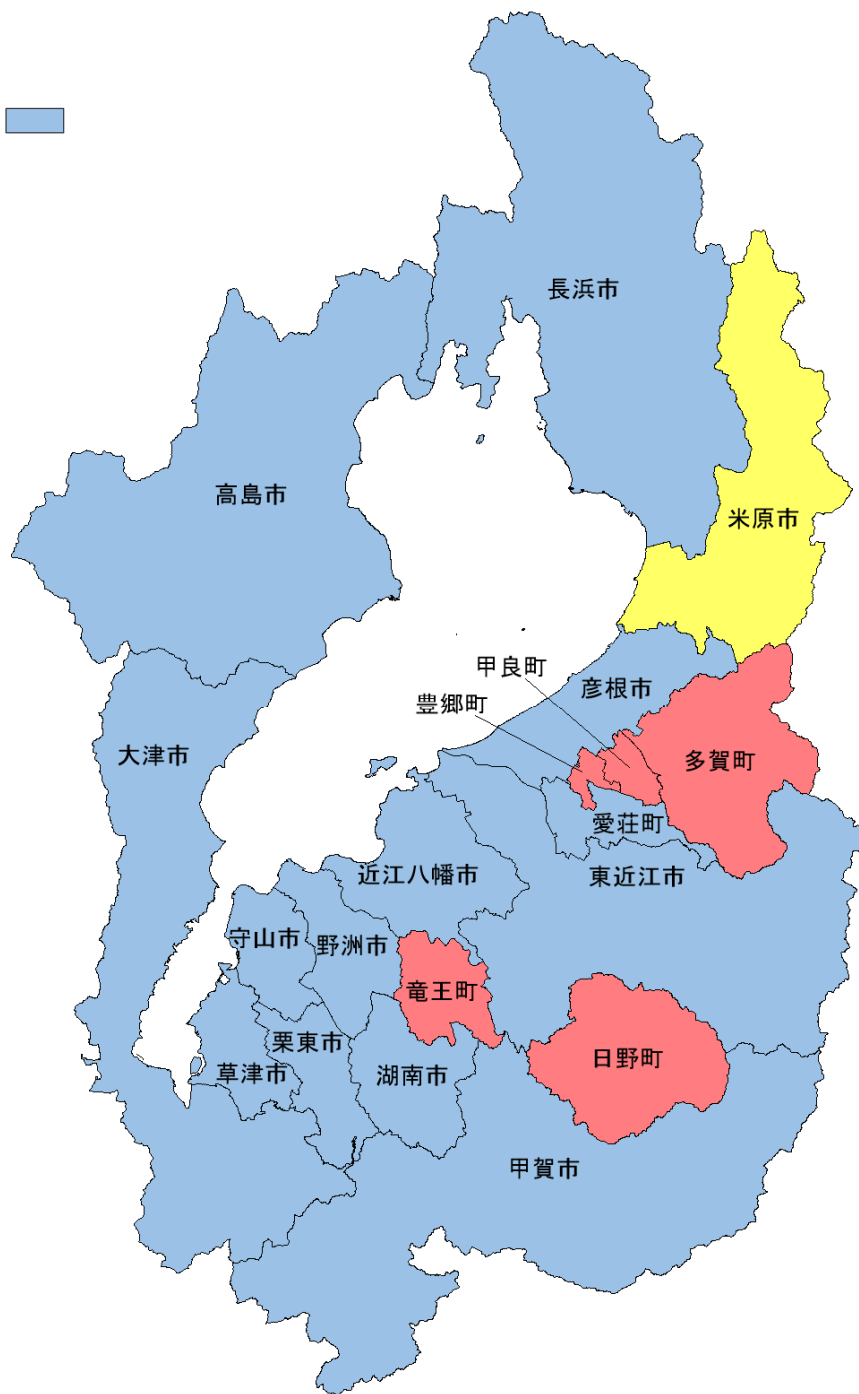 長浜市
高島市
米原市
甲良町
彦根市
豊郷町
大津市
多賀町
愛荘町
近江八幡市
東近江市
守山市
野洲市
竜王町
栗東市
日野町
草津市
湖南市
甲賀市